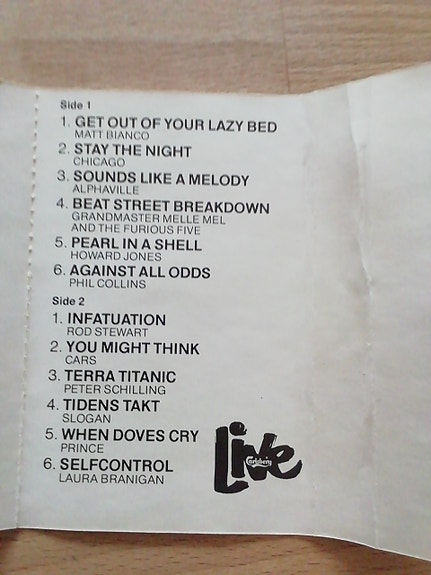 Side 1
1. GET OUT OF YOUR LAZY BED
MATT BIANCO
2. STAY THE NIGHT
CHICAGO
3. SOUNDS LIKE A MELODY
ALPHAVILLE
4. BEAT STREET BREAKDOWN
GRANDMASTER MELLE MEL
AND THE FURIOUS FIVE
5. PEARL IN A SHELL
HOWARD JONES
6. AGAINST ALL ODDS
PHIL COLLINS
Side 2
1. INFATUATION
ROD STEWART
2. YOU MIGHT THINK
CARS
3. TERRA TITANIC
PETER SCHILLING
4. TIDENS TAKT
SLOGAN
5. WHEN DOVES CRY
PRINCE
6. SELFCONTROL
LAURA BRANIGAN
Live
Carlsberg